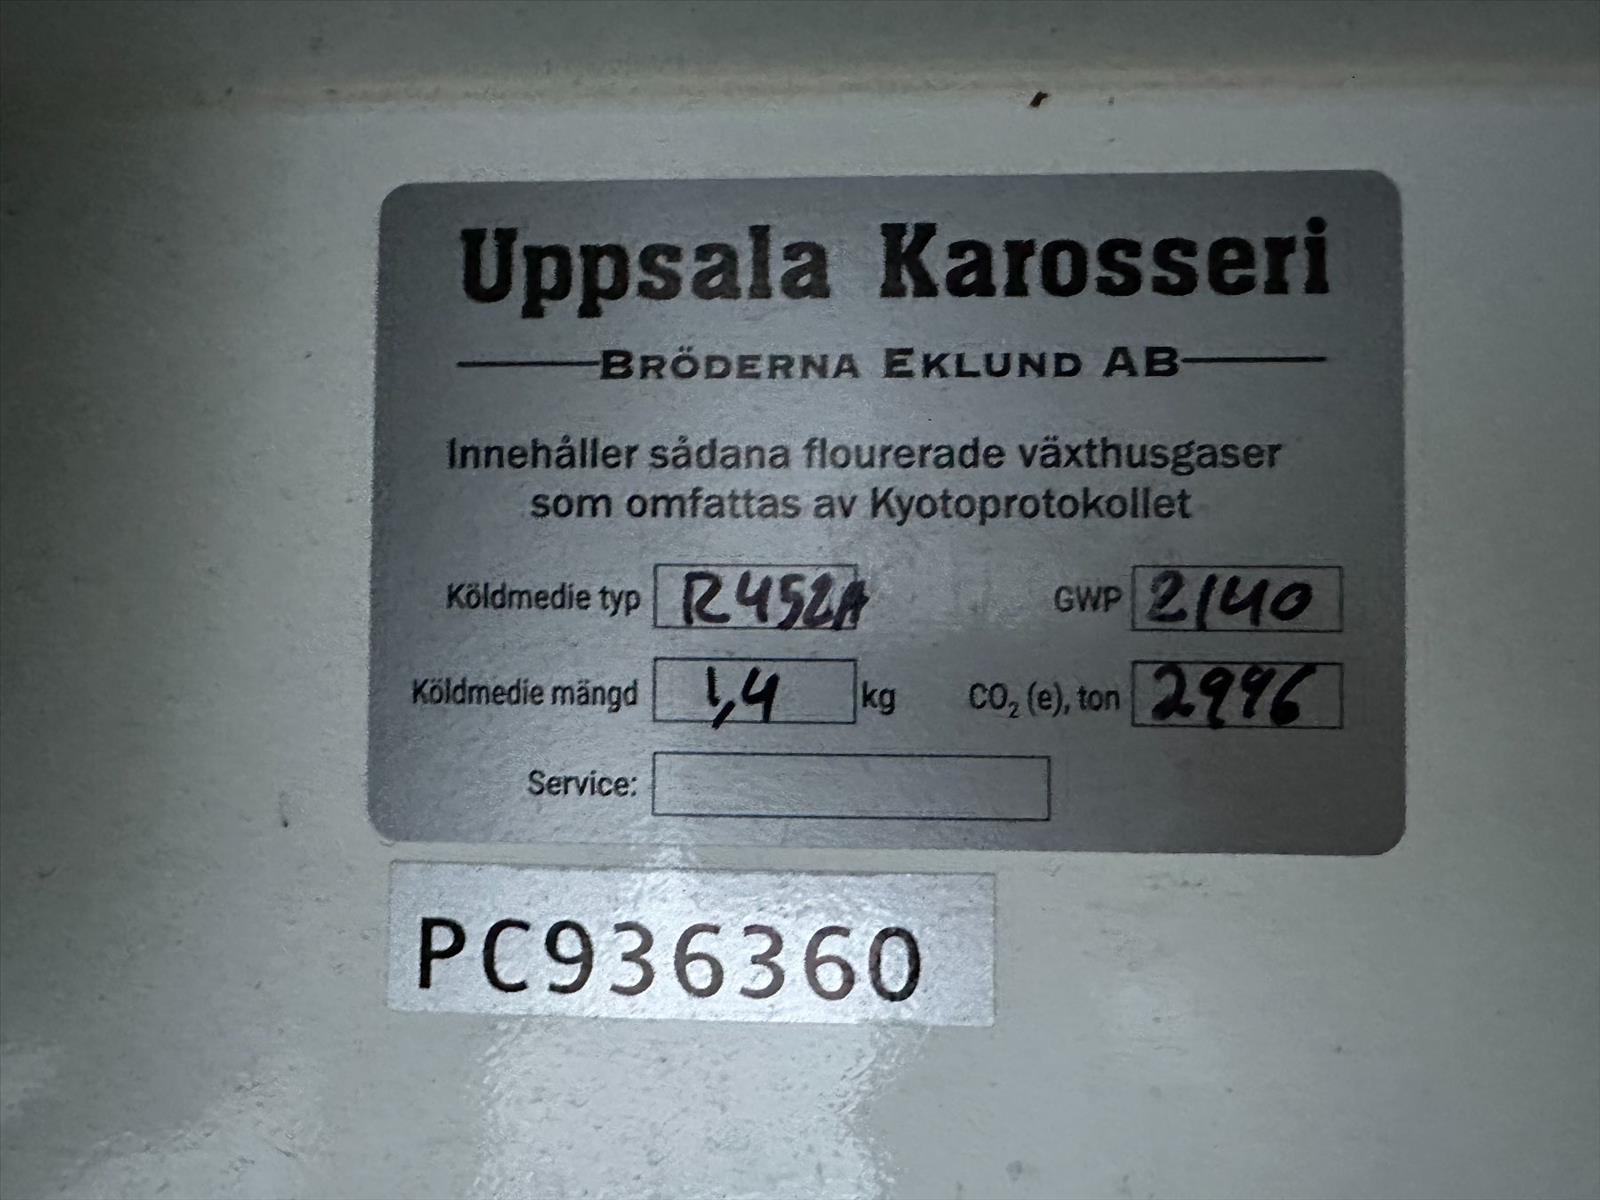 Uppsala Karosseri
BRÖDERNA EKLUND AB
Innehåller sådana flourerade växthusgaser
som omfattas av Kyotoprotokollet
Köldmedie typ R452A GWP 2140
Köldmedie mängd 1,4 kg CO₂ (e), ton 2996
Service:
PC936360